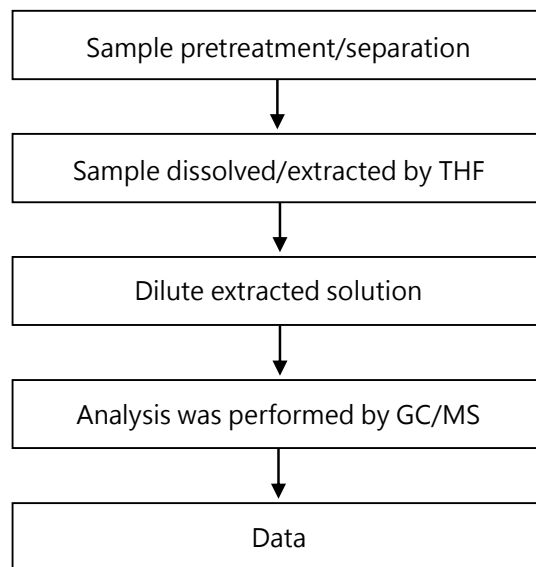 Sample pretreatment/separation
Sample dissolved/extracted by THF
Dilute extracted solution
Analysis was performed by GC/MS
Data